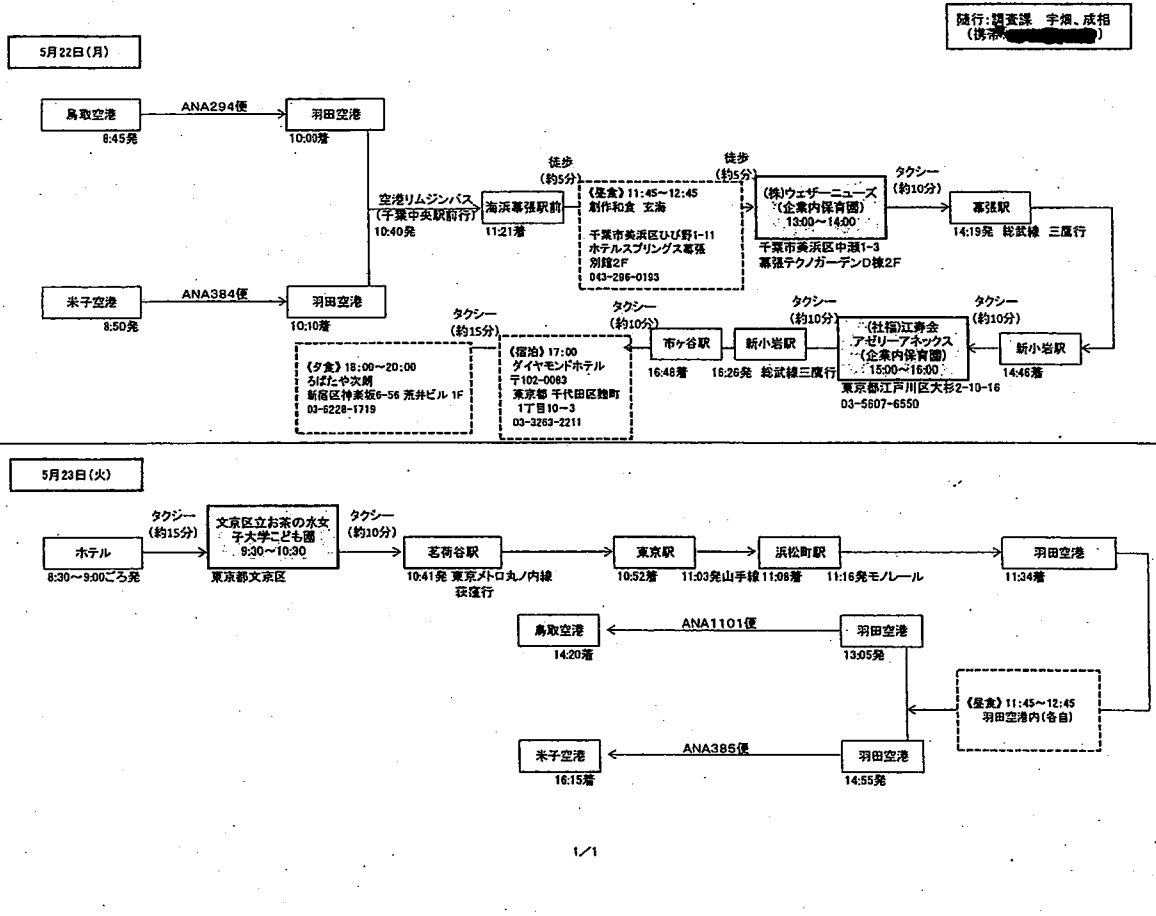 随行:調査課 字畑、成相
(携帯:
)
5月22日(月)
鳥取空港
8:45発
ANA294便
羽田空港
10:00着
米子空港
8:50発
ANA384便
羽田空港
10:10着
空港リムジンバス
(千葉中央駅前行)
10:40発
海浜幕張駅前
11:21着
徒歩
(約5分)
《昼食》11:45～12:45
創作和食 玄海
千葉市美浜区ひび野1-11
ホテルスプリングス幕張
別館2F
043-296-0193
徒歩
(約5分)
(株)ウェザーニューズ
(企業内保育園)
13:00～14:00
千葉市美浜区中瀬1-3
幕張テクノガーデンD棟2F
タクシー
(約10分)
幕張駅
14:19発 総武線 三鷹行
新小岩駅
14:46着
タクシー
(約10分)
(社福)江寿会
アゼリーアネックス
(企業内保育園)
15:00～16:00
東京都江戸川区大杉2-10-16
03-5607-6550
タクシー
(約10分)
新小岩駅
16:26発 総武線三鷹行
市ヶ谷駅
16:48着
タクシー
(約10分)
《宿泊》17:00
ダイヤモンドホテル
〒102-0083
東京都 千代田区麹町
1丁目10－3
03-3263-2211
タクシー
(約15分)
《夕食》18:00～20:00
ろばたや次朗
新宿区神楽坂6-56 荒井ビル 1F
03-6228-1719
5月23日(火)
ホテル
8:30～9:00ごろ発
タクシー
(約15分)
文京区立お茶の水女
子大学こども園
9:30～10:30
東京都文京区
タクシー
(約10分)
茗荷谷駅
10:41発 東京メトロ丸ノ内線
荻窪行
東京駅
10:52着
11:03発山手線
浜松町駅
11:08着
11:16発モノレール
羽田空港
11:34着
《昼食》11:45～12:45
羽田空港内(各自)
羽田空港
13:05発
ANA1101便
鳥取空港
14:20着
羽田空港
14:55発
ANA385便
米子空港
16:15着
1／1